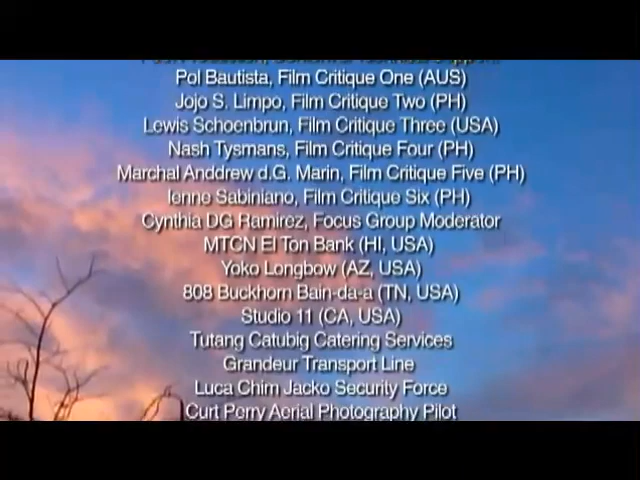 Pol Bautista, Film Critique One (AUS)
Jojo S. Limpo, Film Critique Two (PH)
Lewis Schoenbrun, Film Critique Three (USA)
Nash Tysmans, Film Critique Four (PH)
Marchal Anddrew d.G. Marin, Film Critique Five (PH)
Ienne Sabiniano, Film Critique Six (PH)
Cynthia DG Ramirez, Focus Group Moderator
MTCN El Ton Bank (HI, USA)
Yoko Longbow (AZ, USA)
808 Buckhorn Bain-da-a (TN, USA)
Studio 11 (CA, USA)
Tutang Catubig Catering Services
Grandeur Transport Line
Luca Chim Jacko Security Force
Curt Perry Aerial Photography Pilot